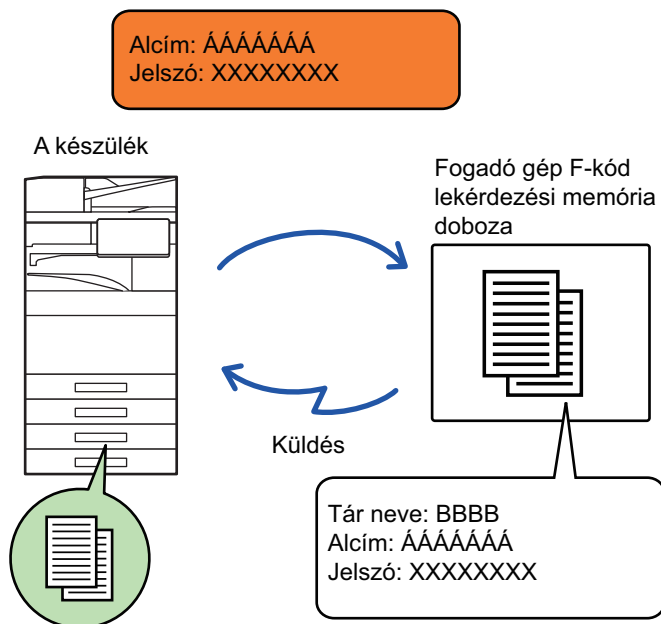 Alcím: ÁÁÁÁÁÁÁ
Jelszó: XXXXXXXX
A készülék
Fogadó gép F-kód
lekérdezési memória
doboza
Küldés
Tár neve: BBBB
Alcím: ÁÁÁÁÁÁÁ
Jelszó: XXXXXXXX